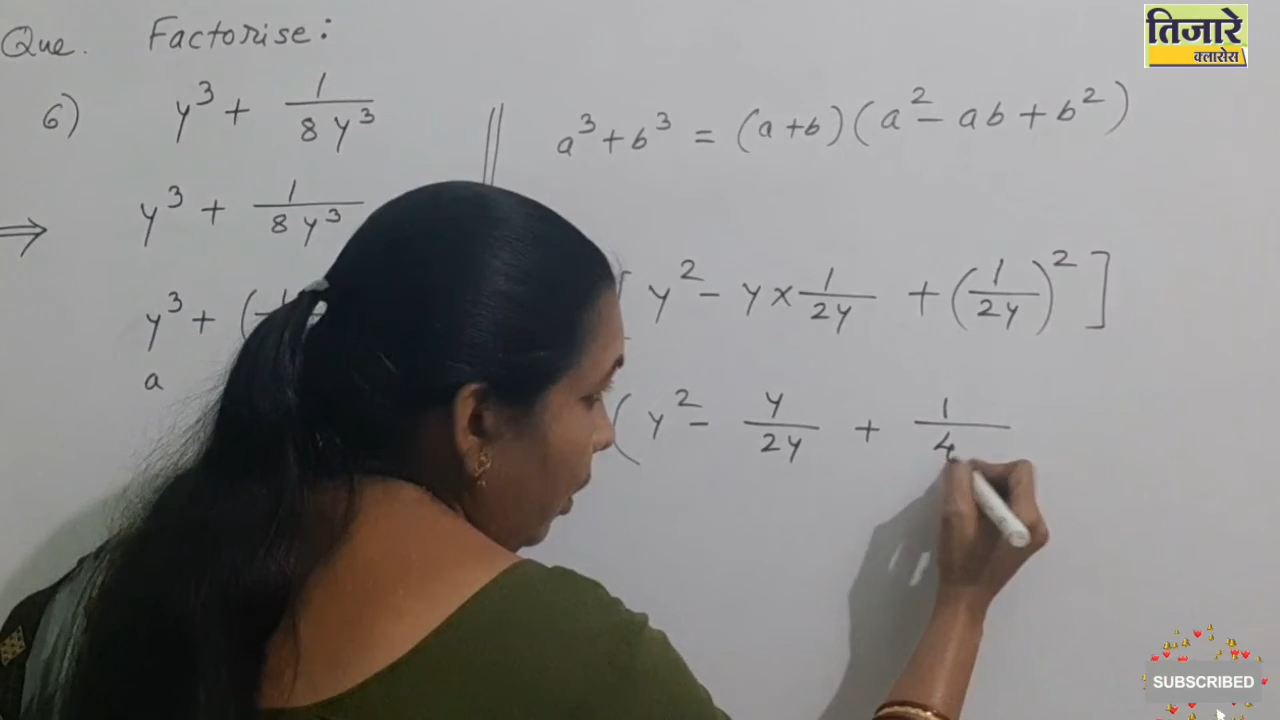 तिजारे
क्लासेस
Que. Factorise:
6) y³ + 1/8y³
a³ + b³ = (a+b)(a² - ab + b²)
⇒ y³ + 1/8y³
y³ + (1
[y² - y × 1/2y + (1/2y)²]
a
(y² - y/2y + 1/4
SUBSCRIBED